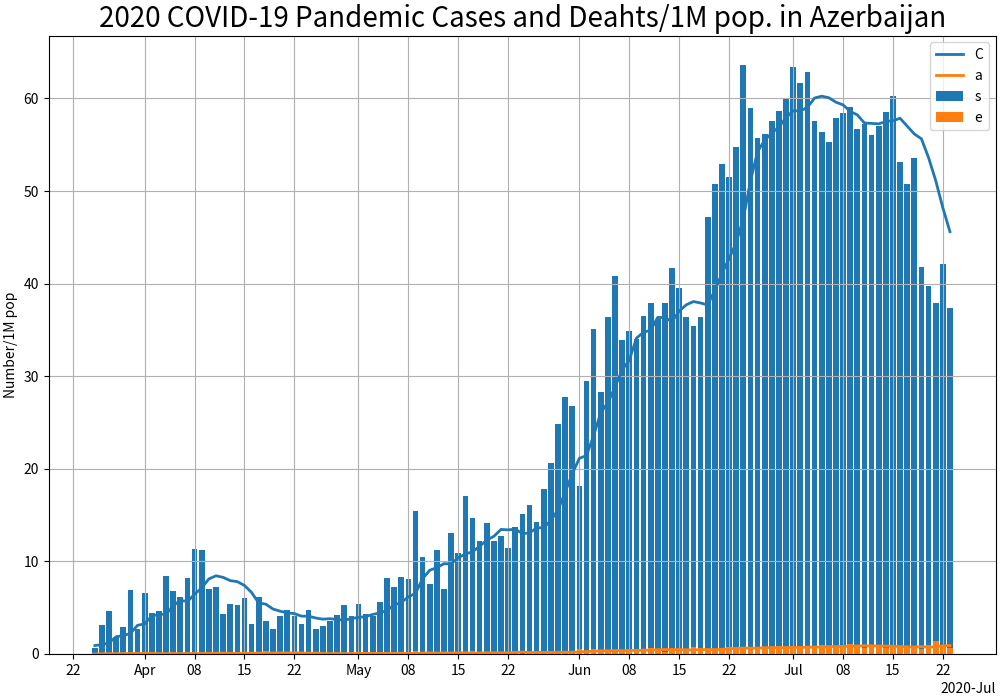 2020 COVID-19 Pandemic Cases and Deahts/1M pop. in Azerbaijan
C
a
s
e
Number/1M pop
60
50
40
30
20
10
0
22 Apr 08 15 22 May 08 15 22 Jun 08 15 22 Jul 08 15 22
2020-Jul